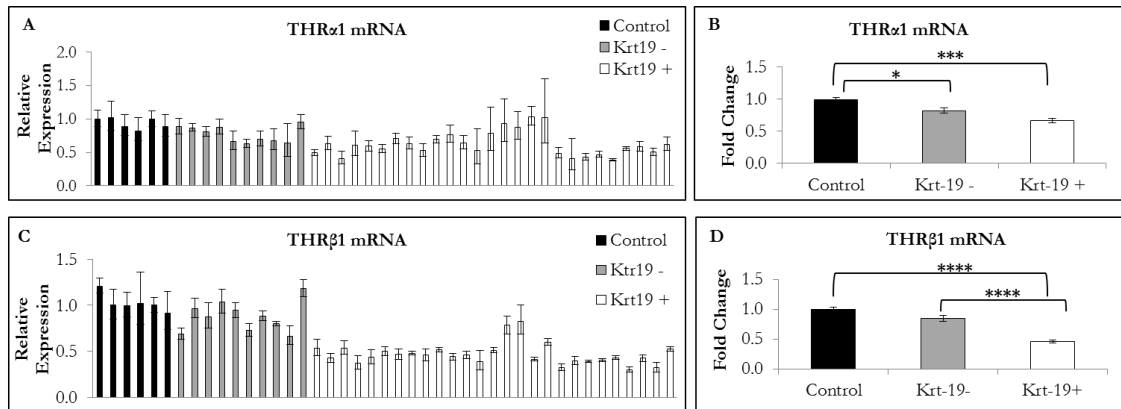 A
THRα1 mRNA
Control
Krt19 -
Krt19 +
Relative
Expression
2.0
1.5
1.0
0.5
0.0
B
THRα1 mRNA
***
*
Fold Change
1.5
1.0
0.5
0.0
Control
Krt-19 -
Krt-19 +
C
THRβ1 mRNA
Control
Ktr19 -
Krt19 +
Relative
Expression
1.5
1.0
0.5
0.0
D
THRβ1 mRNA
****
****
Fold Change
1.5
1.0
0.5
0.0
Control
Krt-19-
Krt-19+